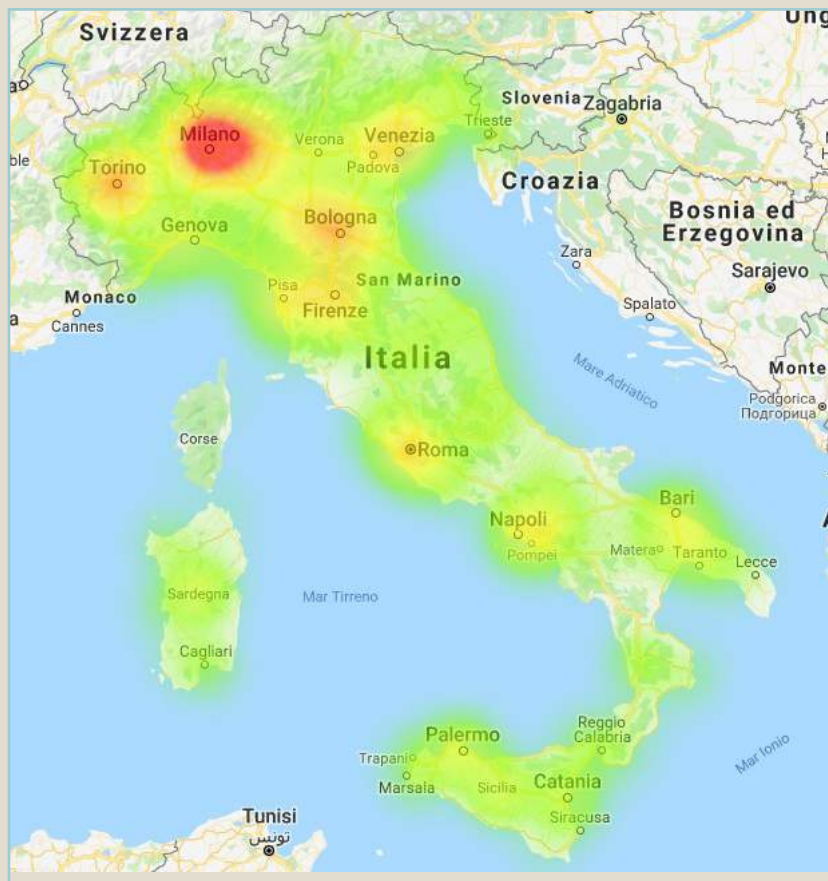 Ung
Svizzera
Slovenia
Zagabria
Milano
Verona
Venezia
Trieste
Padova
ble
Torino
Croazia
Genova
Bologna
Bosnia ed
Erzegovina
Zara
San Marino
Sarajevo
Pisa
Monaco
Firenze
Spalato
Cannes
Italia
Mare Adriatico
Monte
Podgorica
Подгорица
Corse
Roma
Bari
Napoli
Pompei
Matera
Taranto
Lecce
Sardegna
Mar Tirreno
Cagliari
Palermo
Reggio
Calabria
Trapani
Marsala
Sicilia
Catania
Mar Ionio
Siracusa
Tunisi
تونس